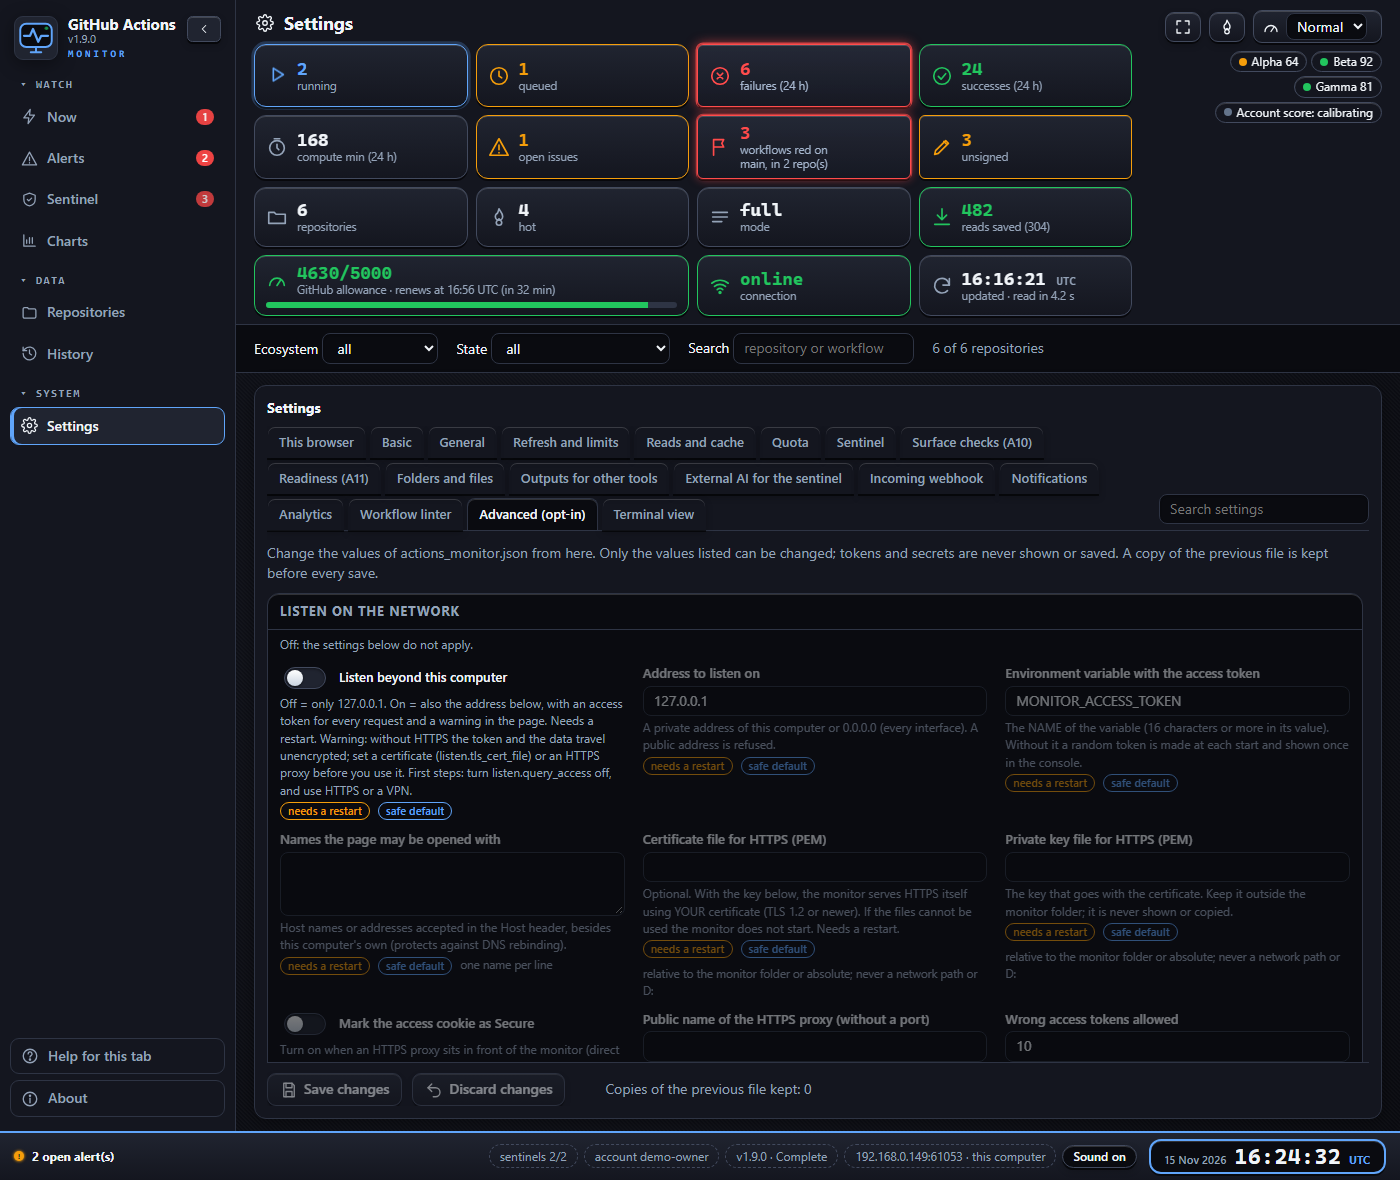 GitHub Actions
v1.9.0
MONITOR
WATCH
Now 1
Alerts 2
Sentinel 3
Charts
DATA
Repositories
History
SYSTEM
Settings
Help for this tab
About
Settings
Normal
Alpha 64
Beta 92
Gamma 81
Account score: calibrating
2
running
1
queued
6
failures (24 h)
24
successes (24 h)
168
compute min (24 h)
1
open issues
3
workflows red on
main, in 2 repo(s)
3
unsigned
6
repositories
4
hot
full
mode
482
reads saved (304)
4630/5000
GitHub allowance · renews at 16:56 UTC (in 32 min)
online
connection
16:16:21 UTC
updated · read in 4.2 s
Ecosystem all State all Search repository or workflow 6 of 6 repositories
Settings
This browser Basic General Refresh and limits Reads and cache Quota Sentinel Surface checks (A10)
Readiness (A11) Folders and files Outputs for other tools External AI for the sentinel Incoming webhook Notifications
Analytics Workflow linter Advanced (opt-in) Terminal view Search settings
Change the values of actions_monitor.json from here. Only the values listed can be changed; tokens and secrets are never shown or saved. A copy of the previous file is kept
before every save.
LISTEN ON THE NETWORK
Off: the settings below do not apply.
Listen beyond this computer
Off = only 127.0.0.1. On = also the address below, with an access
token for every request and a warning in the page. Needs a
restart. Warning: without HTTPS the token and the data travel
unencrypted; set a certificate (listen.tls_cert_file) or an HTTPS
proxy before you use it. First steps: turn listen.query_access off,
and use HTTPS or a VPN.
needs a restart safe default
Address to listen on
127.0.0.1
A private address of this computer or 0.0.0.0 (every interface). A
public address is refused.
needs a restart safe default
Environment variable with the access token
MONITOR_ACCESS_TOKEN
The NAME of the variable (16 characters or more in its value).
Without it a random token is made at each start and shown once
in the console.
needs a restart safe default
Names the page may be opened with
Host names or addresses accepted in the Host header, besides
this computer's own (protects against DNS rebinding).
needs a restart safe default one name per line
Certificate file for HTTPS (PEM)
Optional. With the key below, the monitor serves HTTPS itself
using YOUR certificate (TLS 1.2 or newer). If the files cannot be
used the monitor does not start. Needs a restart.
needs a restart safe default
relative to the monitor folder or absolute; never a network path or
D:
Private key file for HTTPS (PEM)
The key that goes with the certificate. Keep it outside the
monitor folder; it is never shown or copied.
needs a restart safe default
relative to the monitor folder or absolute; never a network path or
D:
Mark the access cookie as Secure
Turn on when an HTTPS proxy sits in front of the monitor (direct
Public name of the HTTPS proxy (without a port)
Wrong access tokens allowed
10
Save changes Discard changes Copies of the previous file kept: 0
2 open alert(s) sentinels 2/2 account demo-owner v1.9.0 · Complete 192.168.0.149:61053 · this computer Sound on 15 Nov 2026 16:24:32 UTC